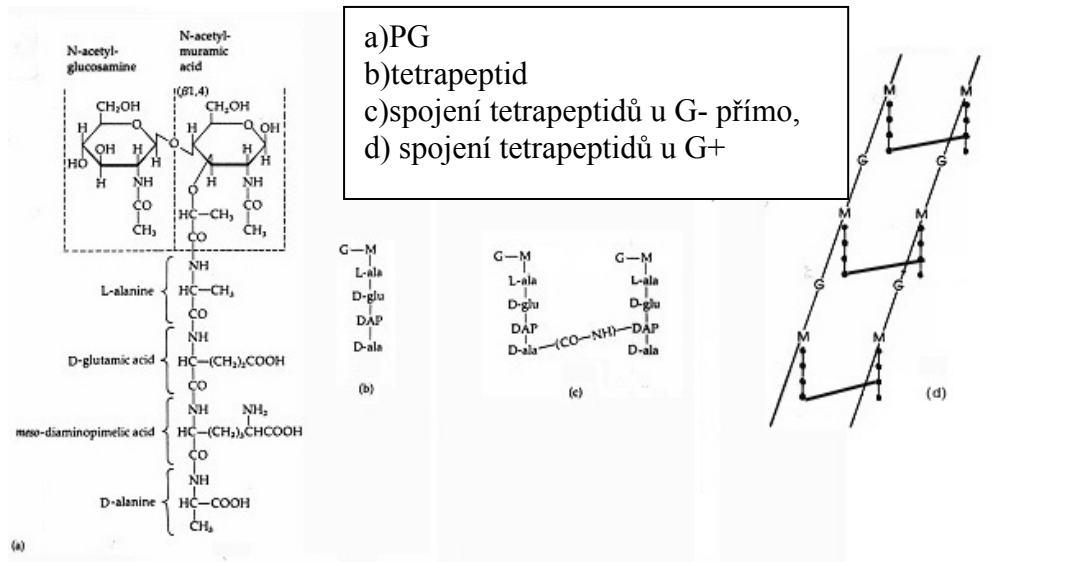 N-acetyl-
glucosamine
N-acetyl-
muramic
acid
(β1,4)
CH₂OH
CH₂OH
H
O
H
O
OH
H
OH
H
H
O
H
H
HO
H
H
NH
H
NH
CO
O
CO
CH₃
HC—CH₃
CH₃
CO
NH
L-alanine
HC—CH₃
CO
NH
D-glutamic acid
HC—(CH₂)₂COOH
CO
NH
NH₂
meso-diaminopimelic acid
HC—(CH₂)₃CHCOOH
CO
NH
D-alanine
HC—COOH
CH₃
(a)
a)PG
b)tetrapeptid
c)spojení tetrapeptidů u G- přímo,
d) spojení tetrapeptidů u G+
G—M
L-ala
D-glu
DAP
D-ala
(b)
G—M
G—M
L-ala
L-ala
D-glu
D-glu
DAP
—(CO—NH)—DAP
D-ala
D-ala
(c)
M
M
G
G
M
M
G
G
M
M
(d)